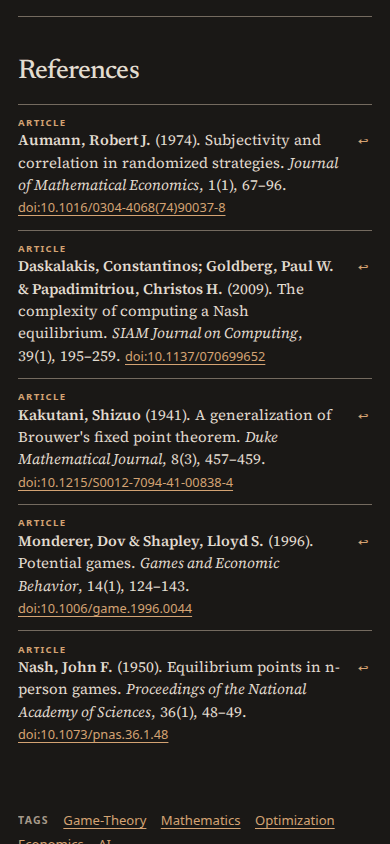 References
ARTICLE
Aumann, Robert J. (1974). Subjectivity and ↩
correlation in randomized strategies. Journal
of Mathematical Economics, 1(1), 67–96.
doi:10.1016/0304-4068(74)90037-8
ARTICLE
Daskalakis, Constantinos; Goldberg, Paul W. ↩
& Papadimitriou, Christos H. (2009). The
complexity of computing a Nash
equilibrium. SIAM Journal on Computing,
39(1), 195–259. doi:10.1137/070699652
ARTICLE
Kakutani, Shizuo (1941). A generalization of ↩
Brouwer's fixed point theorem. Duke
Mathematical Journal, 8(3), 457–459.
doi:10.1215/S0012-7094-41-00838-4
ARTICLE
Monderer, Dov & Shapley, Lloyd S. (1996). ↩
Potential games. Games and Economic
Behavior, 14(1), 124–143.
doi:10.1006/game.1996.0044
ARTICLE
Nash, John F. (1950). Equilibrium points in n- ↩
person games. Proceedings of the National
Academy of Sciences, 36(1), 48–49.
doi:10.1073/pnas.36.1.48
TAGS Game-Theory Mathematics Optimization
Economics AI